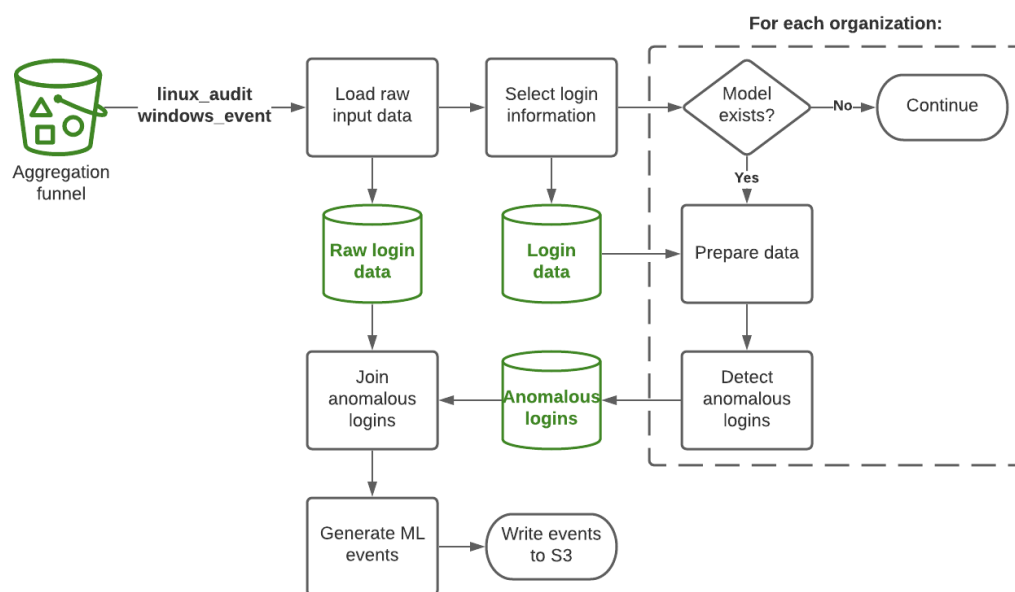 For each organization:
linux_audit
windows_event
Load raw
input data
Select login
information
Model
exists?
No
Continue
Aggregation
funnel
Yes
Raw login
data
Login
data
Prepare data
Join
anomalous
logins
Anomalous
logins
Detect
anomalous
logins
Generate ML
events
Write events
to S3